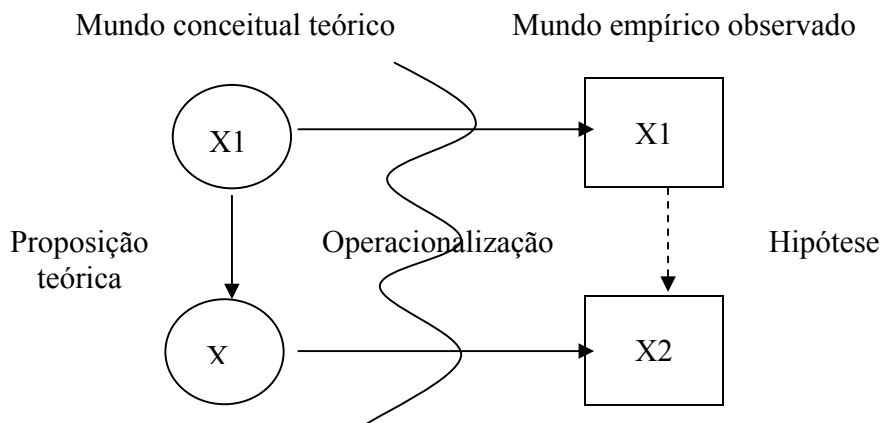 Mundo conceitual teórico
Mundo empírico observado
X1
X1
Proposição
teórica
Operacionalização
Hipótese
X
X2